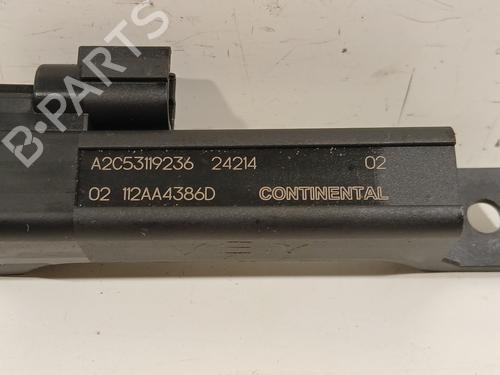 B-PARTS
A2C53119236 24214 02
02 112AA4386D CONTINENTAL